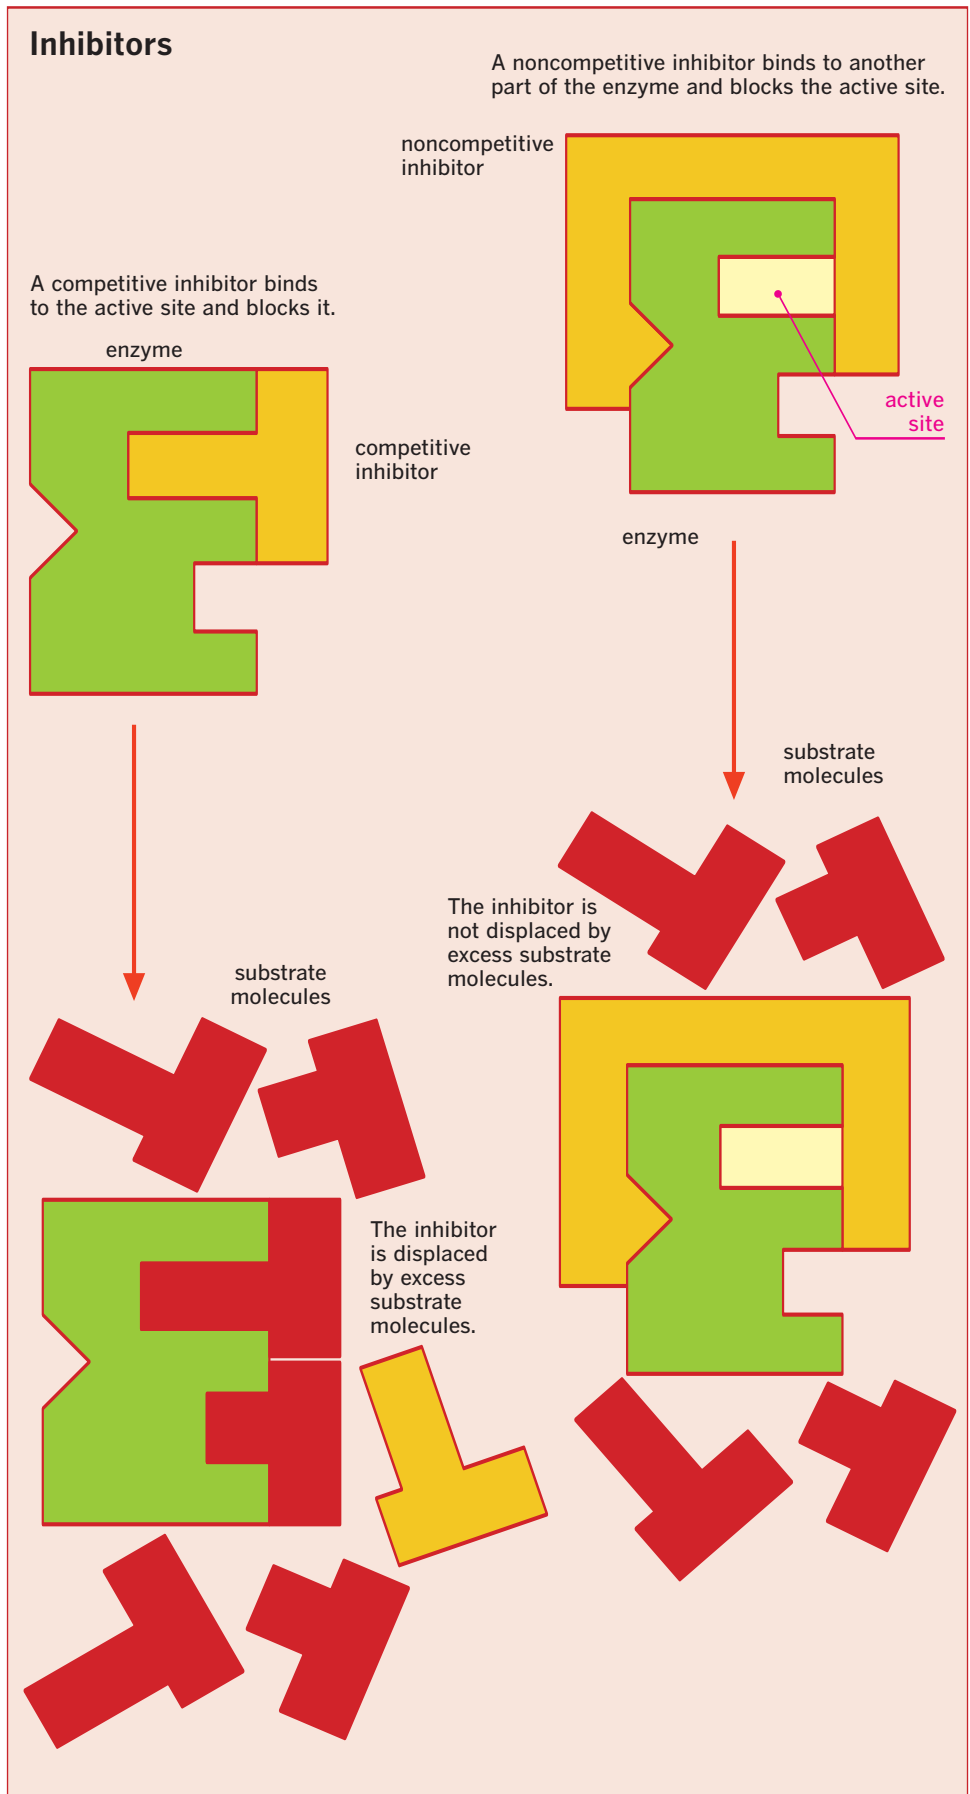 Inhibitors
A noncompetitive inhibitor binds to another
part of the enzyme and blocks the active site.
noncompetitive
inhibitor
A competitive inhibitor binds
to the active site and blocks it.
enzyme
competitive
inhibitor
active
site
enzyme
substrate
molecules
The inhibitor is
not displaced by
excess substrate
molecules.
substrate
molecules
The inhibitor
is displaced
by excess
substrate
molecules.